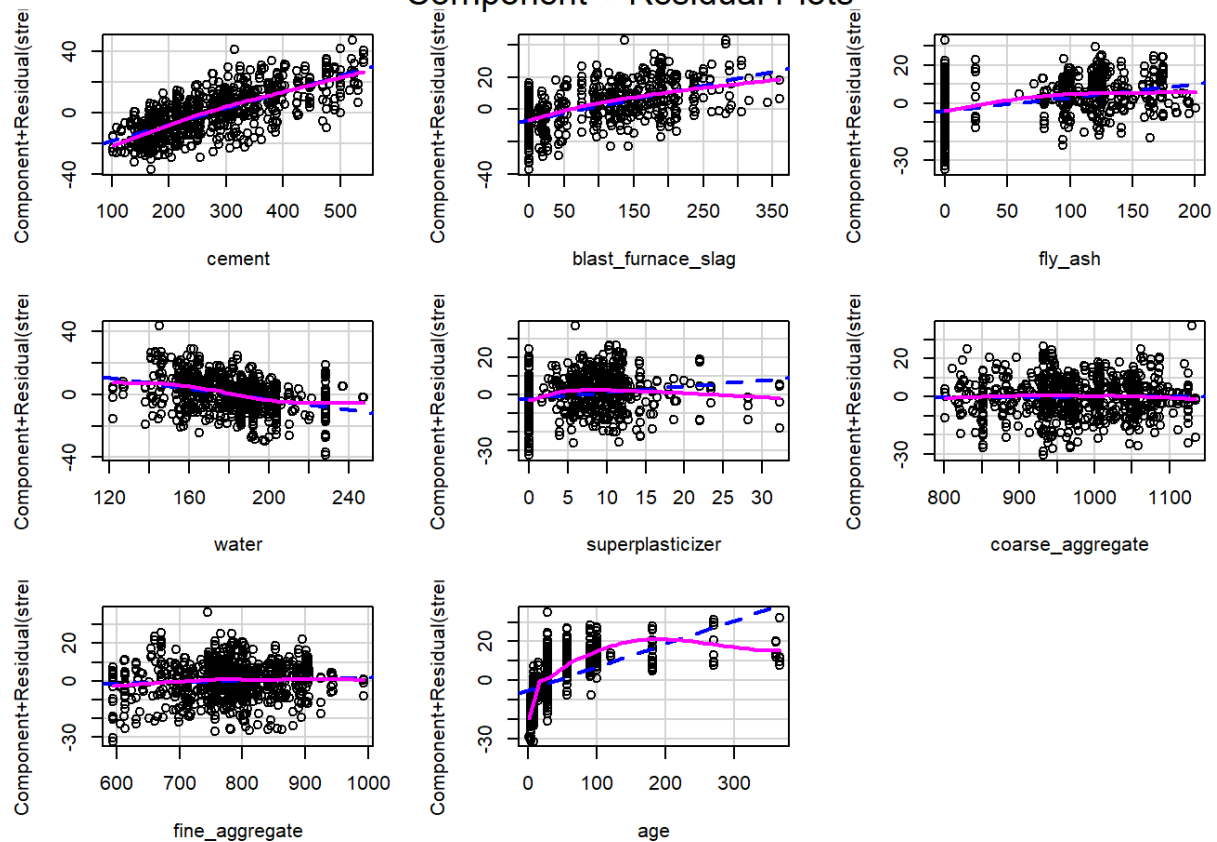 Component + Residual Plots
Component+Residual(stre
40
0
-40
100 200 300 400 500
cement
Component+Residual(stre
20
0
-40
0 50 150 250 350
blast_furnace_slag
Component+Residual(stre
20
0
-30
0 50 100 150 200
fly_ash
Component+Residual(stre
40
0
-40
120 160 200 240
water
Component+Residual(stre
20
0
-30
0 5 10 15 20 25 30
superplasticizer
Component+Residual(stre
20
0
-30
800 900 1000 1100
coarse_aggregate
Component+Residual(stre
20
0
-30
600 700 800 900 1000
fine_aggregate
Component+Residual(stre
20
0
-30
0 100 200 300
age